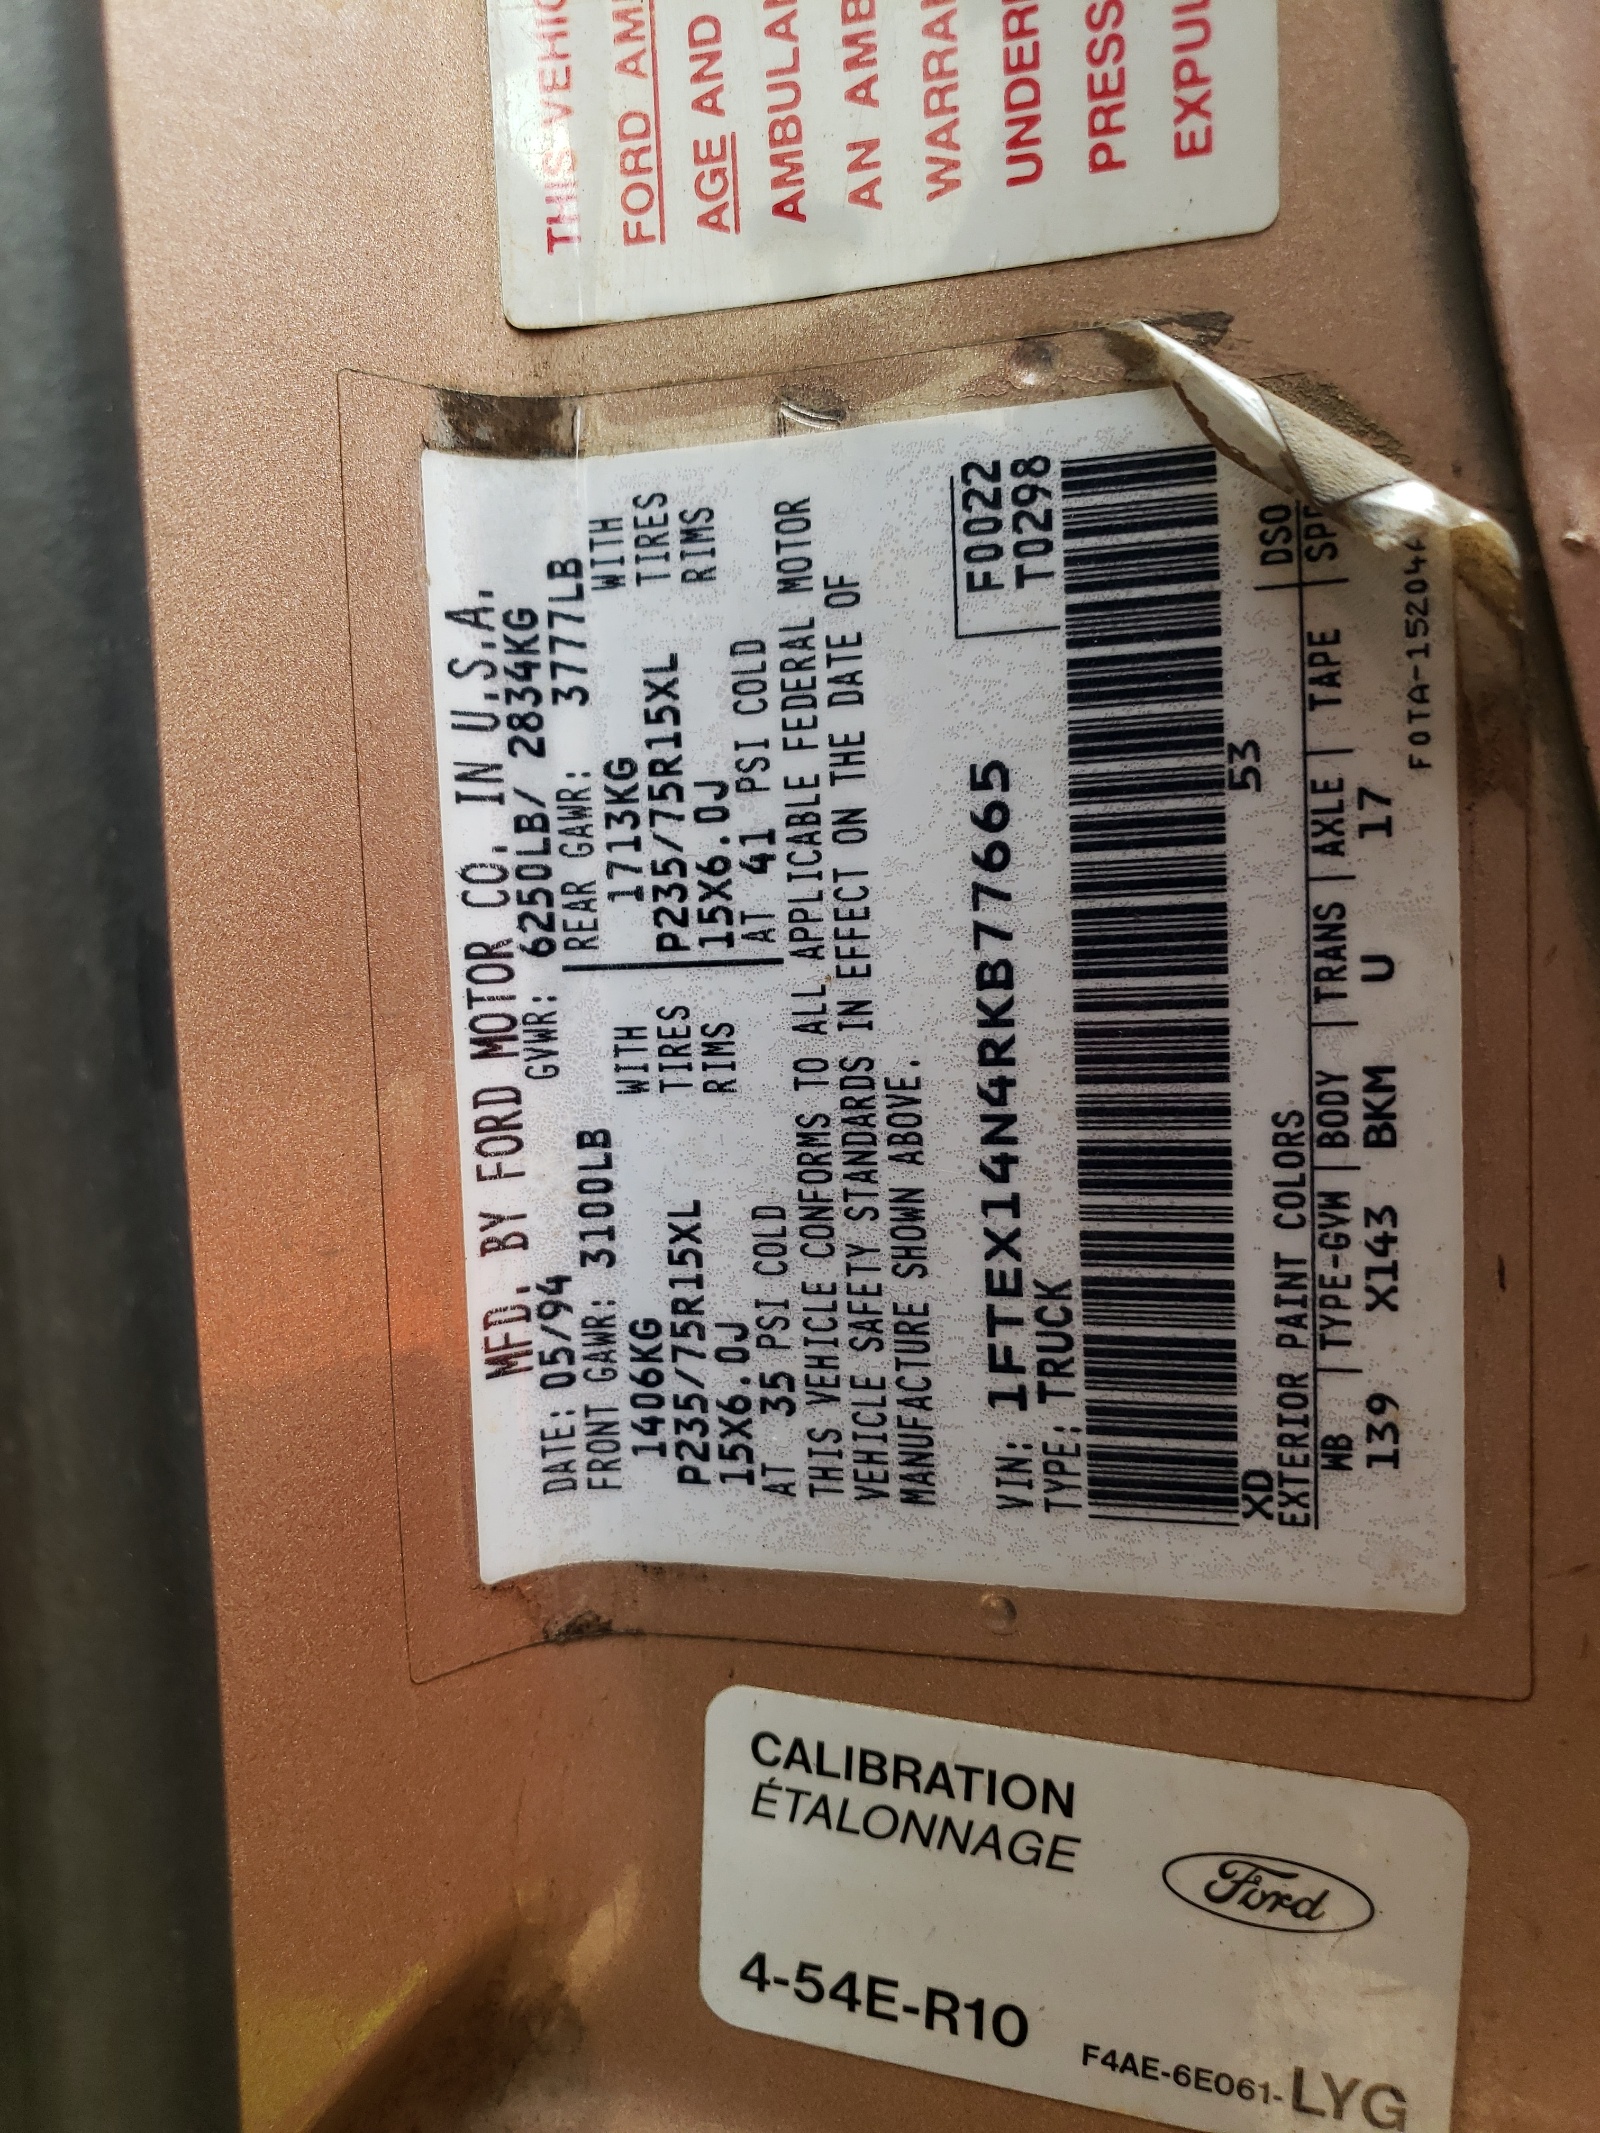 THIS VEHIC
FORD AM
AGE AND
AMBULAN
AN AMB
WARRAN
UNDER
PRESS
EXPUL
MFD. BY FORD MOTOR CO. IN U.S.A.
DATE: 05/94 GVWR: 6250LB/ 2834KG
FRONT GAWR: 3100LB REAR GAWR: 3777LB
1406KG WITH 1713KG WITH
P235/75R15XL TIRES P235/75R15XL TIRES
15X6.0J RIMS 15X6.0J RIMS
AT 35 PSI COLD AT 41 PSI COLD
THIS VEHICLE CONFORMS TO ALL APPLICABLE FEDERAL MOTOR
VEHICLE SAFETY STANDARDS IN EFFECT ON THE DATE OF
MANUFACTURE SHOWN ABOVE.
VIN: 1FTEX14N4RKB77665 F0022
TYPE: TRUCK T0298
XD 53
EXTERIOR PAINT COLORS DSO
WB TYPE-GVW BODY TRANS AXLE TAPE SPR
139 X143 BKM U 17
F0TA-15204
CALIBRATION
ÉTALONNAGE
Ford
4-54E-R10
F4AE-6E061-LYG